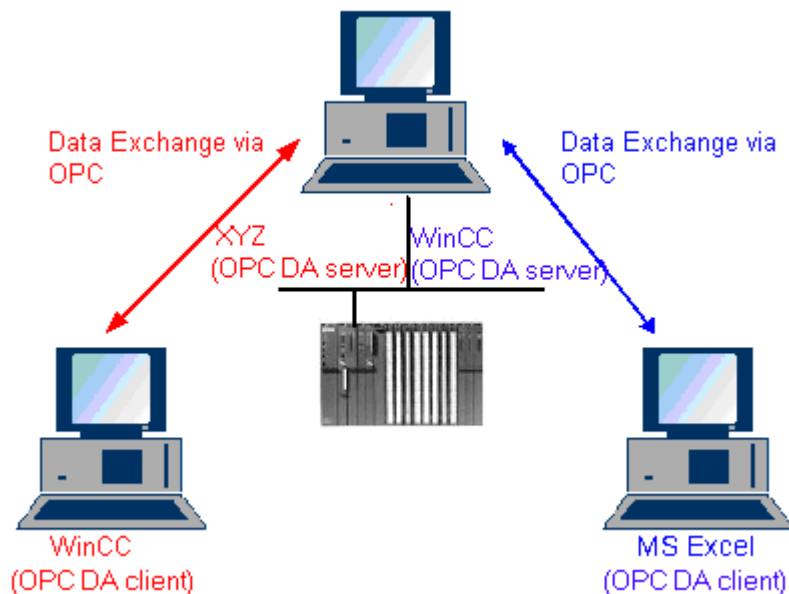 Data Exchange via
OPC
Data Exchange via
OPC
XYZ
(OPC DA server)
WinCC
(OPC DA server)
WinCC
(OPC DA client)
MS Excel
(OPC DA client)